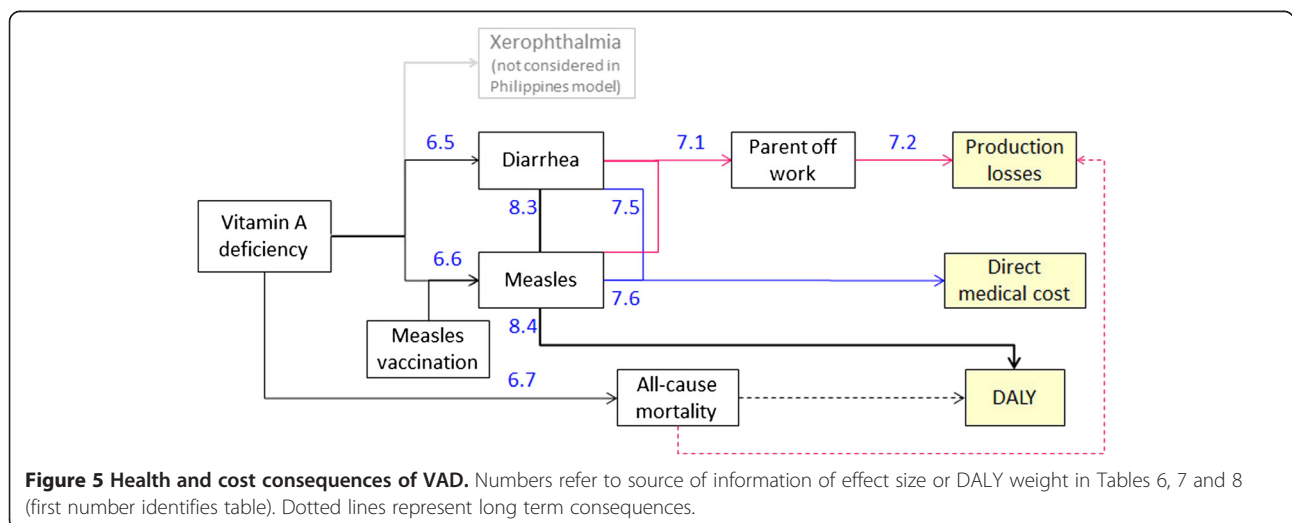 Xerophthalmia
(not considered in
Philippines model)
6.5
Diarrhea
7.1
Parent off
work
7.2
Production
losses
Vitamin A
deficiency
8.3
7.5
6.6
Measles
7.6
Direct
medical cost
8.4
Measles
vaccination
6.7
All-cause
mortality
DALY
Figure 5 Health and cost consequences of VAD. Numbers refer to source of information of effect size or DALY weight in Tables 6, 7 and 8
(first number identifies table). Dotted lines represent long term consequences.